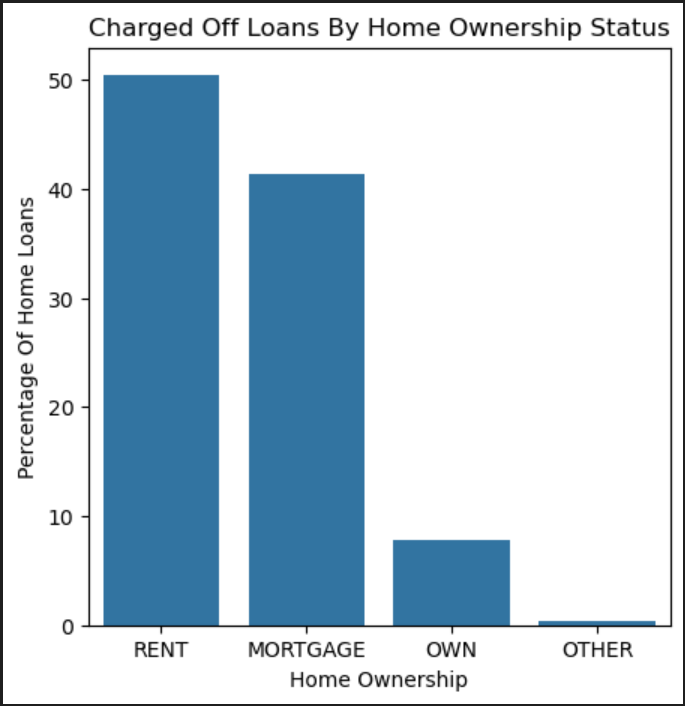 Charged Off Loans By Home Ownership Status
Percentage Of Home Loans
50
40
30
20
10
0
RENT MORTGAGE OWN OTHER
Home Ownership